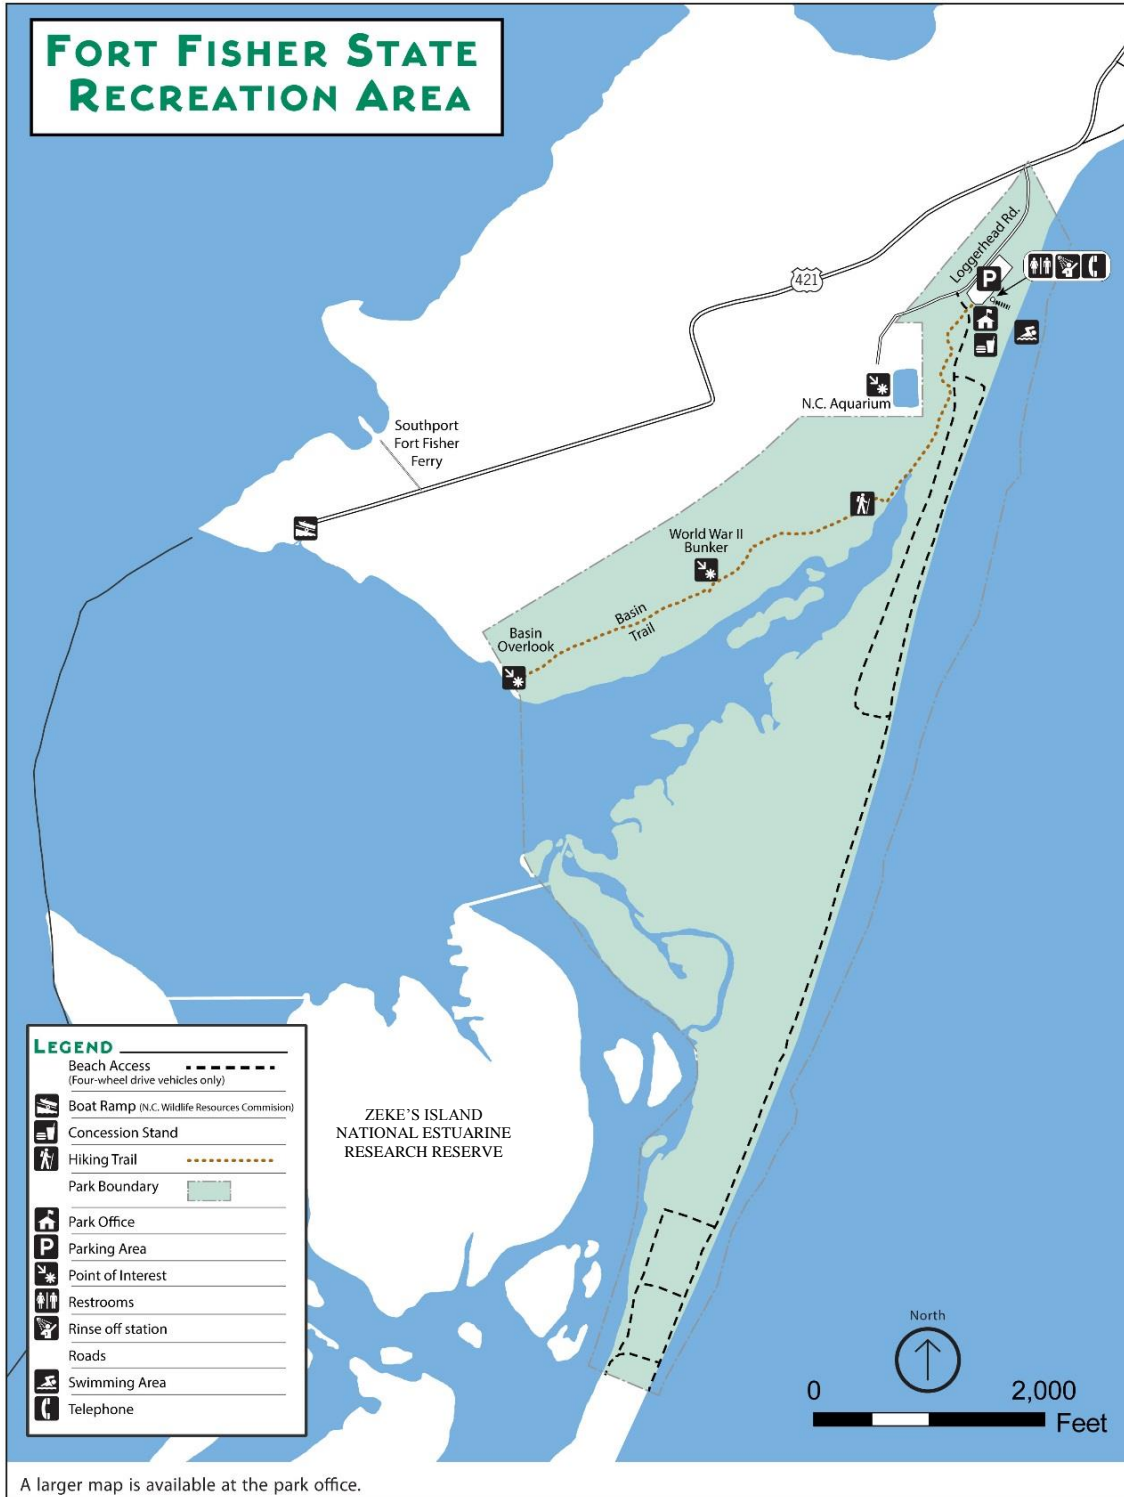 FORT FISHER STATE
RECREATION AREA
Loggerhead Rd.
P
421
N.C. Aquarium
Southport
Fort Fisher
Ferry
World War II
Bunker
Basin
Trail
Basin
Overlook
LEGEND
Beach Access
(Four-wheel drive vehicles only)
Boat Ramp (N.C. Wildlife Resources Commision)
Concession Stand
Hiking Trail
Park Boundary
Park Office
P Parking Area
Point of Interest
Restrooms
Rinse off station
Roads
Swimming Area
Telephone
ZEKE'S ISLAND
NATIONAL ESTUARINE
RESEARCH RESERVE
North
0 2,000
Feet
A larger map is available at the park office.